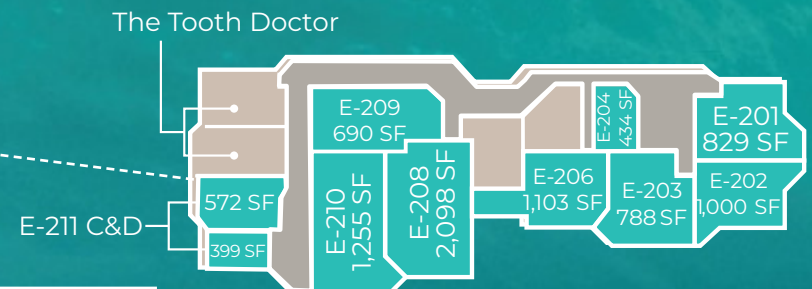 The Tooth Doctor
E-209
690 SF
E-204
434 SF
E-201
829 SF
572 SF
E-210
1,255 SF
E-208
2,098 SF
E-206
1,103 SF
E-203
788 SF
E-202
1,000 SF
E-211 C&D
399 SF